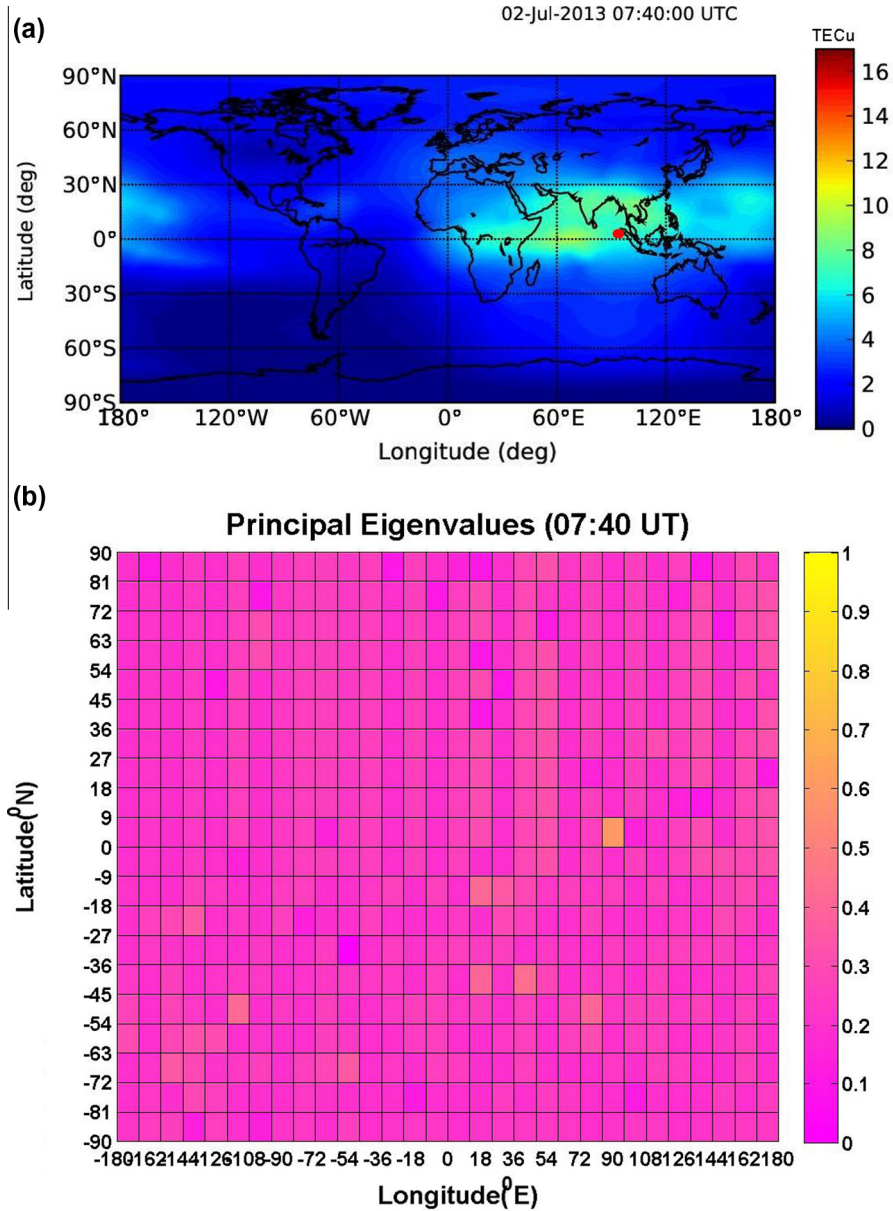 (a)
02-Jul-2013 07:40:00 UTC
TECu
90°N
60°N
30°N
0°
30°S
60°S
90°S
Latitude (deg)
180° 120°W 60°W 0° 60°E 120°E 180°
Longitude (deg)
16
14
12
10
8
6
4
2
0
(b)
Principal Eigenvalues (07:40 UT)
90
81
72
63
54
45
36
27
18
9
0
-9
-18
-27
-36
-45
-54
-63
-72
-81
-90
Latitude(⁰N)
-180-162-144-126-108-90 -72 -54 -36 -18 0 18 36 54 72 90 108 126 144 162 180
Longitude(⁰E)
1
0.9
0.8
0.7
0.6
0.5
0.4
0.3
0.2
0.1
0